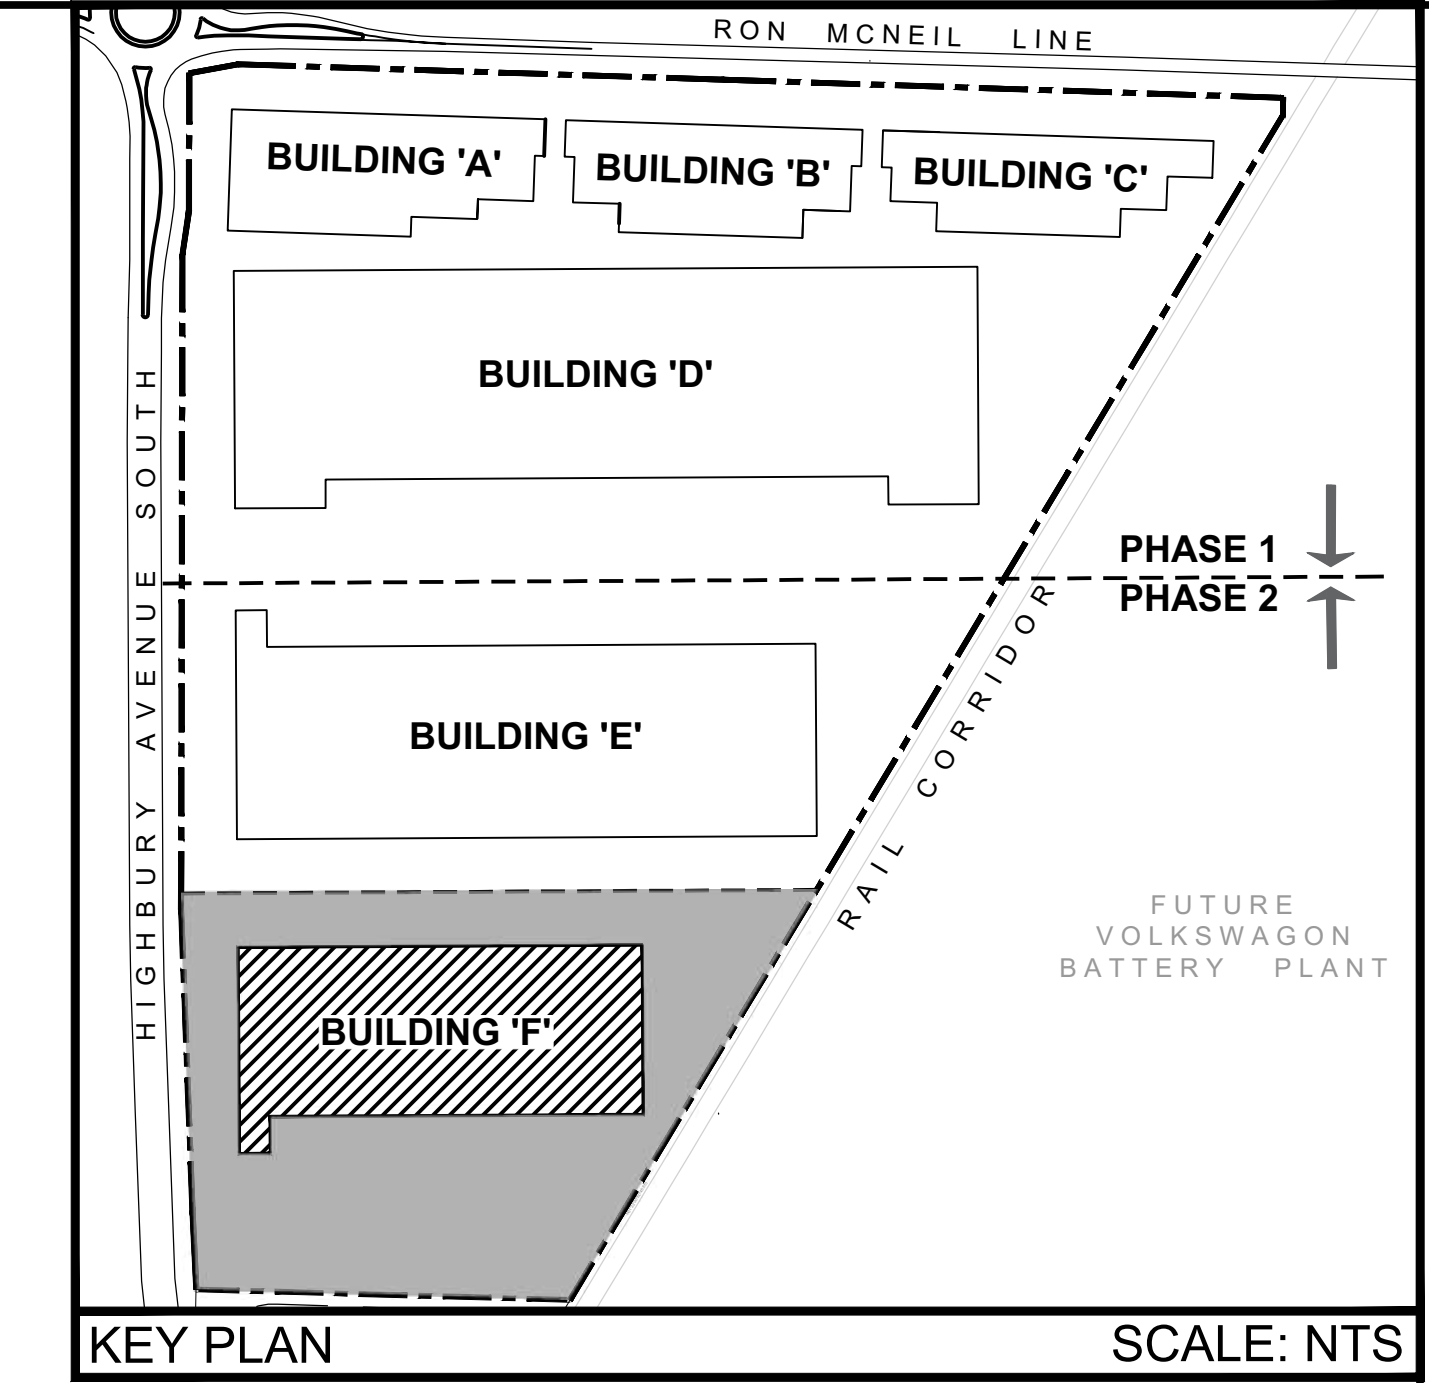 RON MCNEIL LINE
BUILDING 'A'
BUILDING 'B'
BUILDING 'C'
BUILDING 'D'
HIGHBURY AVENUE SOUTH
PHASE 1
PHASE 2
RAIL CORRIDOR
BUILDING 'E'
FUTURE
VOLKSWAGON
BATTERY PLANT
BUILDING 'F'
KEY PLAN
SCALE: NTS